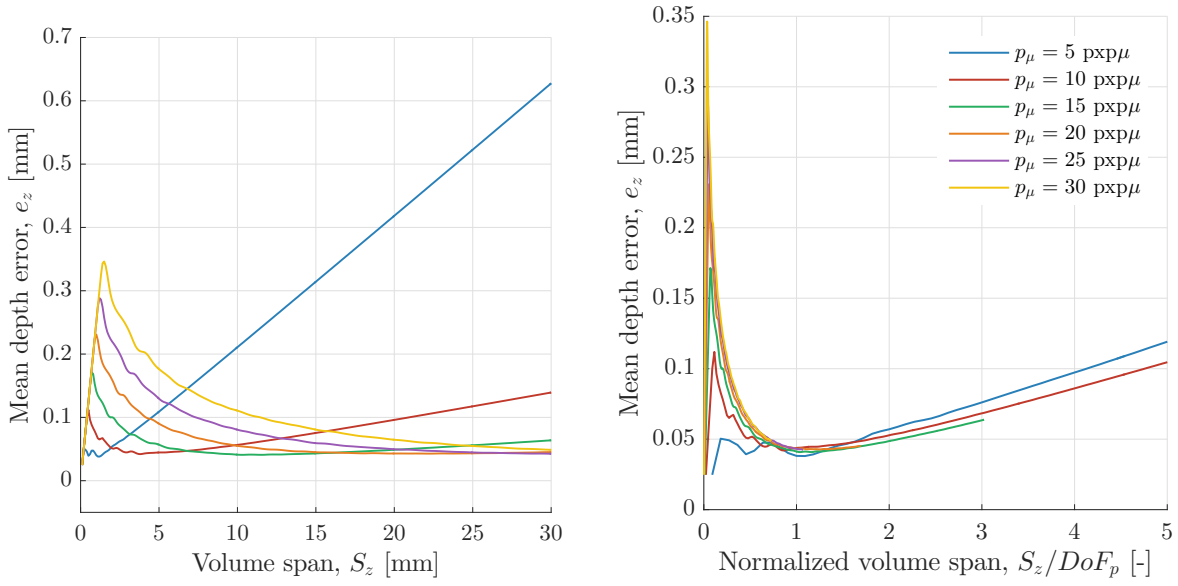 0.7
0.6
0.5
0.4
0.3
0.2
0.1
0
0 5 10 15 20 25 30
Mean depth error, e_z [mm]
Volume span, S_z [mm]
0.35
0.3
0.25
0.2
0.15
0.1
0.05
0
0 1 2 3 4 5
Mean depth error, e_z [mm]
Normalized volume span, S_z/DoF_p [-]
p_μ = 5 pxpμ
p_μ = 10 pxpμ
p_μ = 15 pxpμ
p_μ = 20 pxpμ
p_μ = 25 pxpμ
p_μ = 30 pxpμ